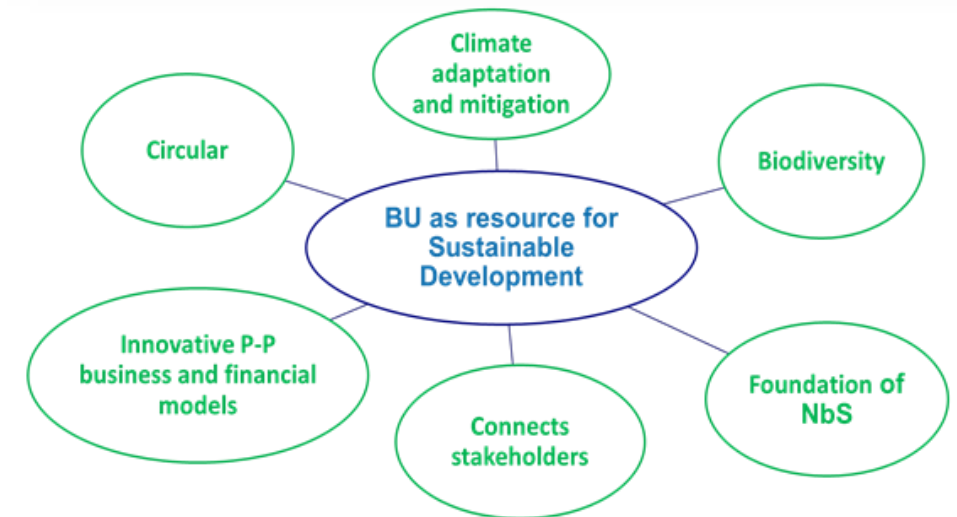 Climate
adaptation
and mitigation
Circular
Biodiversity
BU as resource for
Sustainable
Development
Innovative P-P
business and financial
models
Foundation of
NbS
Connects
stakeholders